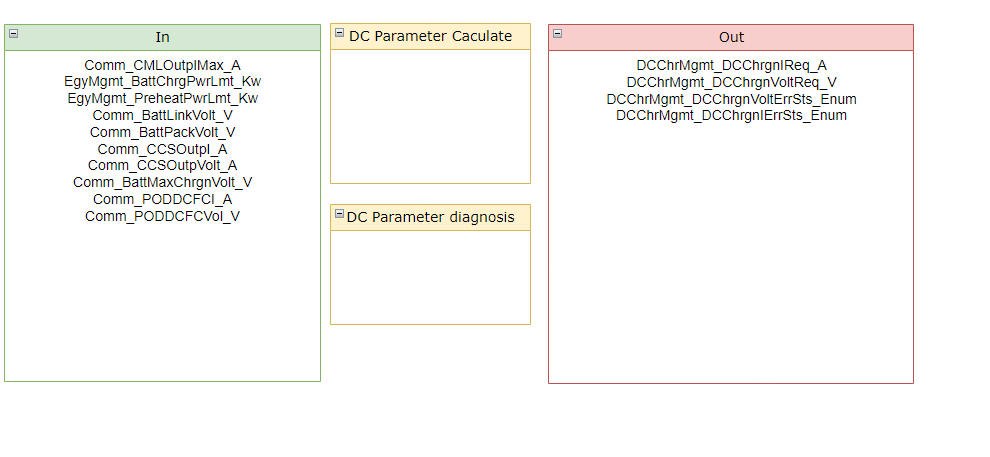 In
Comm_CMLOutpIMax_A
EgyMgmt_BattChrgPwrLmt_Kw
EgyMgmt_PreheatPwrLmt_Kw
Comm_BattLinkVolt_V
Comm_BattPackVolt_V
Comm_CCSOutpI_A
Comm_CCSOutpVolt_A
Comm_BattMaxChrgnVolt_V
Comm_PODDCFCI_A
Comm_PODDCFCVol_V
DC Parameter Caculate
DC Parameter diagnosis
Out
DCChrMgmt_DCChrgnIReq_A
DCChrMgmt_DCChrgnVoltReq_V
DCChrMgmt_DCChrgnVoltErrSts_Enum
DCChrMgmt_DCChrgnIErrSts_Enum